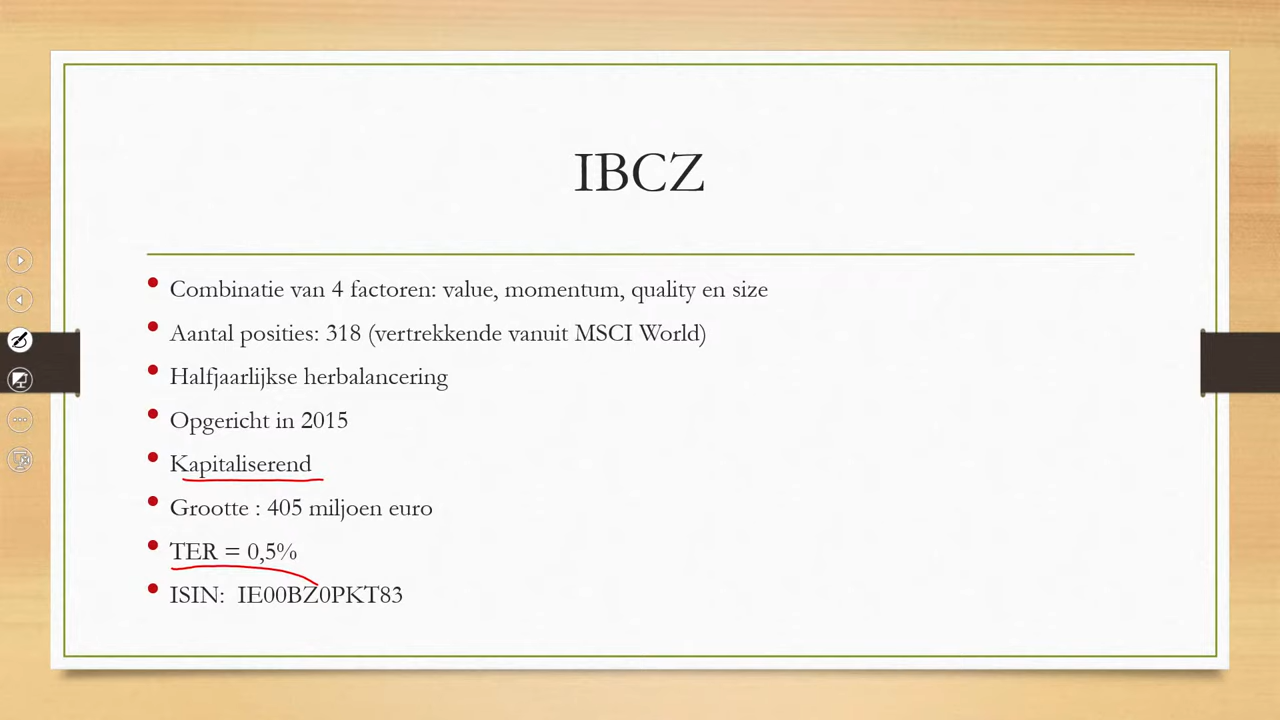 IBCZ
Combinatie van 4 factoren: value, momentum, quality en size
Aantal posities: 318 (vertrekkende vanuit MSCI World)
Halfjaarlijkse herbalancering
Opgericht in 2015
Kapitaliserend
Grootte : 405 miljoen euro
TER = 0,5%
ISIN: IE00BZ0PKT83